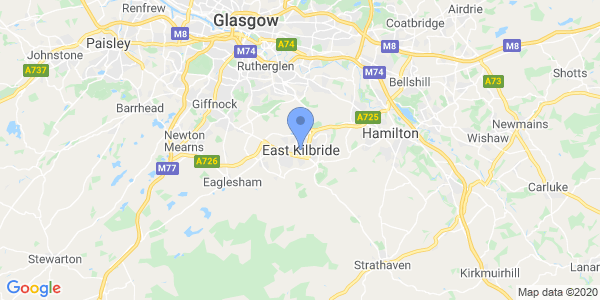 Renfrew
Glasgow
Airdrie
Coatbridge
M8
Paisley
A74
M8
M8
M74
Johnstone
Rutherglen
M74
A737
Bellshill
A73
Shotts
Barrhead
Giffnock
A725
Newmains
Newton
Mearns
Hamilton
Wishaw
East Kilbride
M77
A726
Eaglesham
Carluke
Stewarton
Strathaven
Lanar
Kirkmuirhill
Google
Map data ©2020